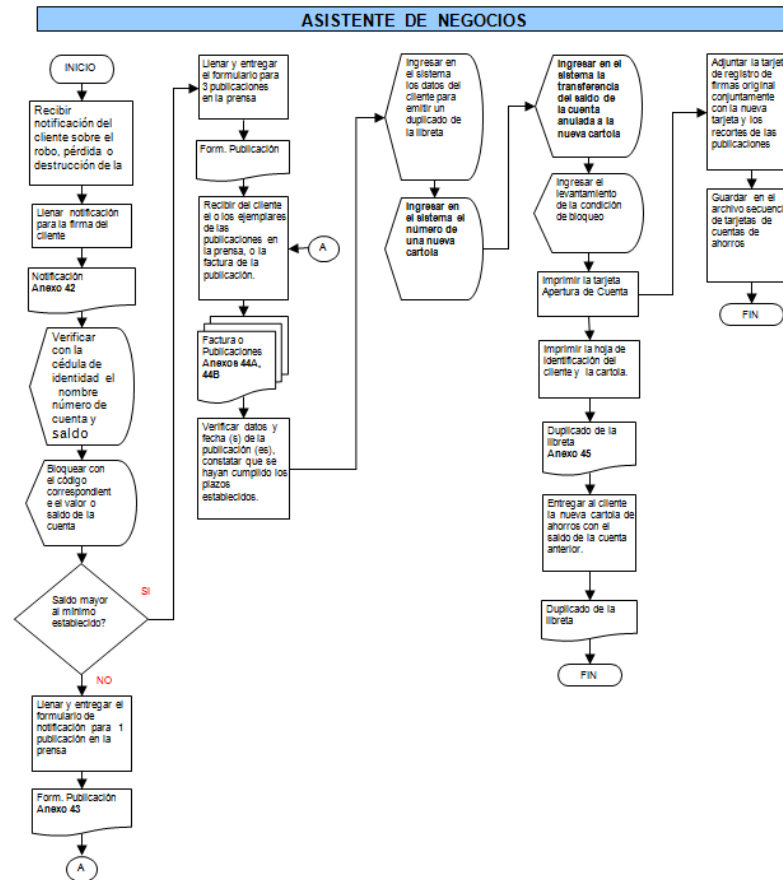 ASISTENTE DE NEGOCIOS
INICIO
Recibir
notificación del
cliente sobre el
robo, pérdida o
destrucción de la
Llenar notificación
para la firma del
cliente
Notificación
Anexo 42
Verificar
con la
cédula de
identidad el
nombre
número de
cuenta y
saldo
Bloquear con
el código
correspondient
e el valor o
saldo de la
cuenta
Saldo mayor
al mínimo
establecido?
SI
NO
Llenar y entregar el
formulario de
notificación para 1
publicación en la
prensa
Form. Publicación
Anexo 43
A
Llenar y entregar
el formulario para
3 publicaciones
en la prensa
Form. Publicación
Recibir del cliente
el o los ejemplares
de las
publicaciones en
la prensa, o la
factura de la
publicación.
A
Factura o
Publicaciones
Anexos 44A,
44B
Verificar datos y
fecha (s) de la
publicación (es),
constatar que se
hayan cumplido los
plazos
establecidos.
Ingresar en
el sistema
los datos del
cliente para
emitir un
duplicado de
la libreta
Ingresar en
el sistema el
número de
una nueva
cartola
Ingresar en el
sistema la
transferencia
del saldo de
la cuenta
anulada a la
nueva cartola
Ingresar el
levantamiento
de la
condición de
bloqueo
Imprimir la tarjeta
Apertura de Cuenta
Imprimir la hoja de
identificación del
cliente y la cartola.
Duplicado de la
libreta
Anexo 45
Entregar al cliente
la nueva cartola de
ahorros con el
saldo de la cuenta
anterior.
Duplicado de la
libreta
FIN
Adjuntar la tarjet
de registro de
firmas original
conjuntamente
con la nueva
tarjeta y los
recortes de las
publicaciones
Guardar en el
archivo secuenci
de tarjetas de
cuentas de
ahorros
FIN